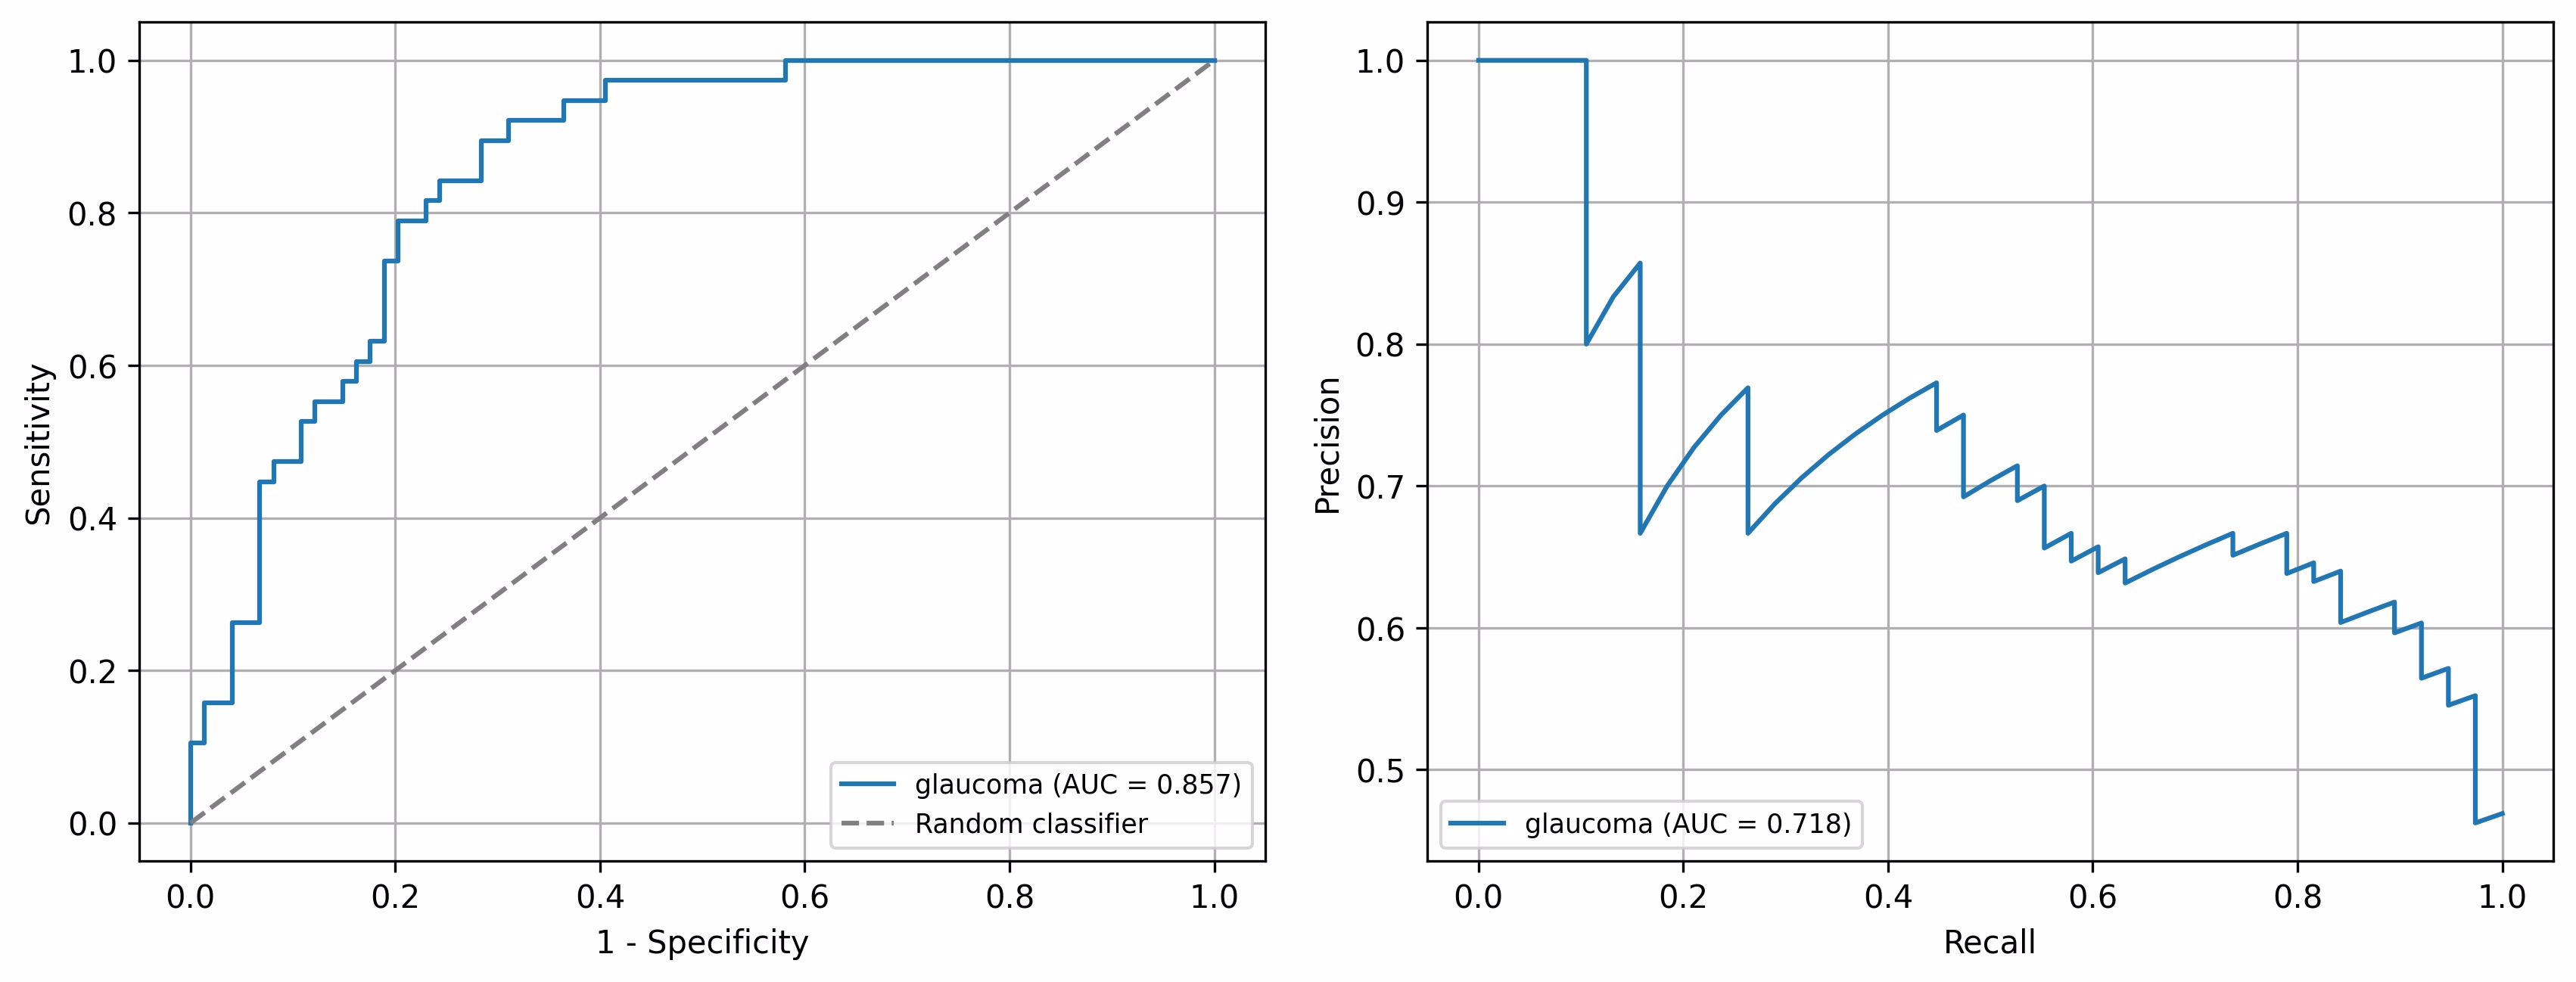 1.0
0.8
0.6
0.4
0.2
0.0
Sensitivity
0.0 0.2 0.4 0.6 0.8 1.0
1 - Specificity
glaucoma (AUC = 0.857)
Random classifier
1.0
0.9
0.8
0.7
0.6
0.5
Precision
0.0 0.2 0.4 0.6 0.8 1.0
Recall
glaucoma (AUC = 0.718)